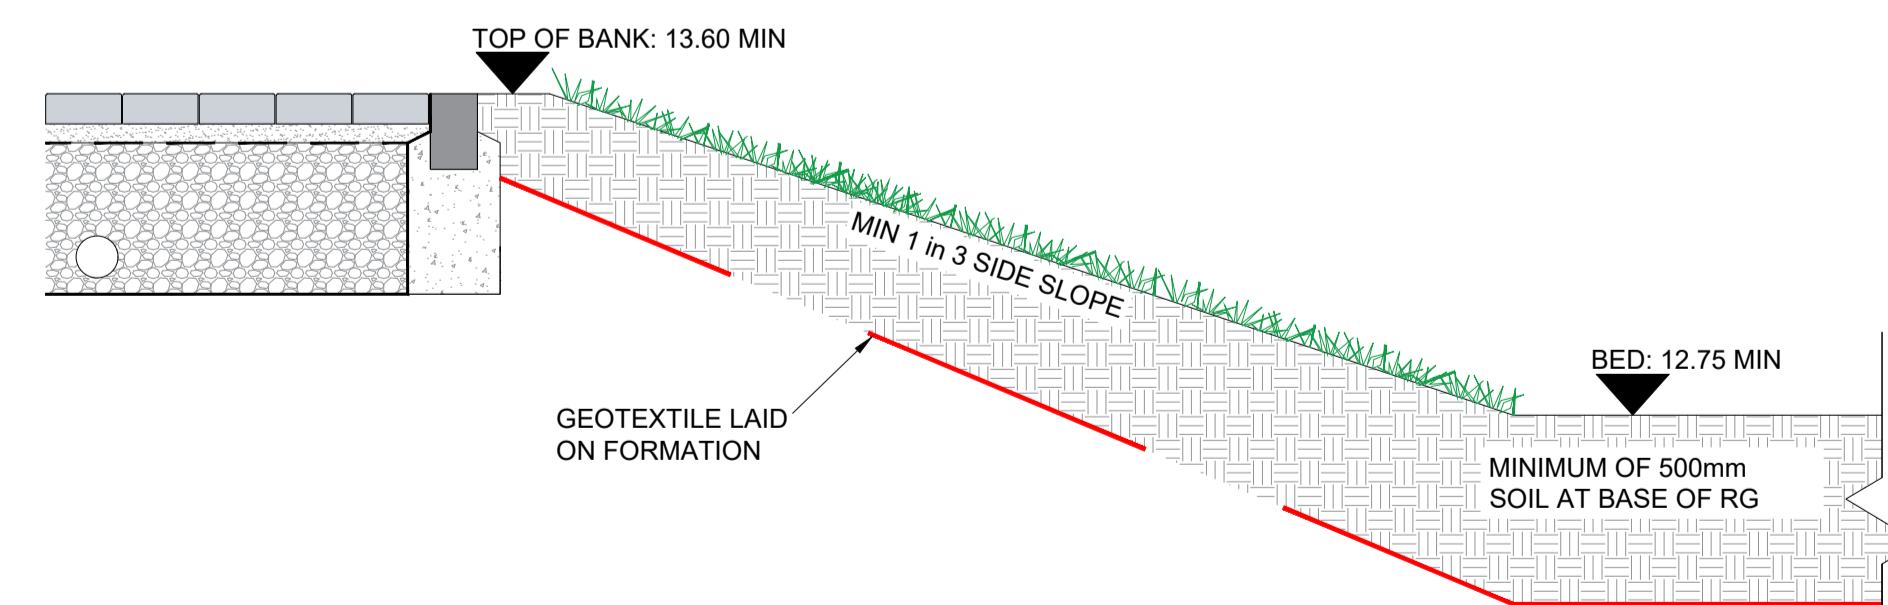 TOP OF BANK: 13.60 MIN
MIN 1 in 3 SIDE SLOPE
BED: 12.75 MIN
GEOTEXTILE LAID
ON FORMATION
MINIMUM OF 500mm
SOIL AT BASE OF RG